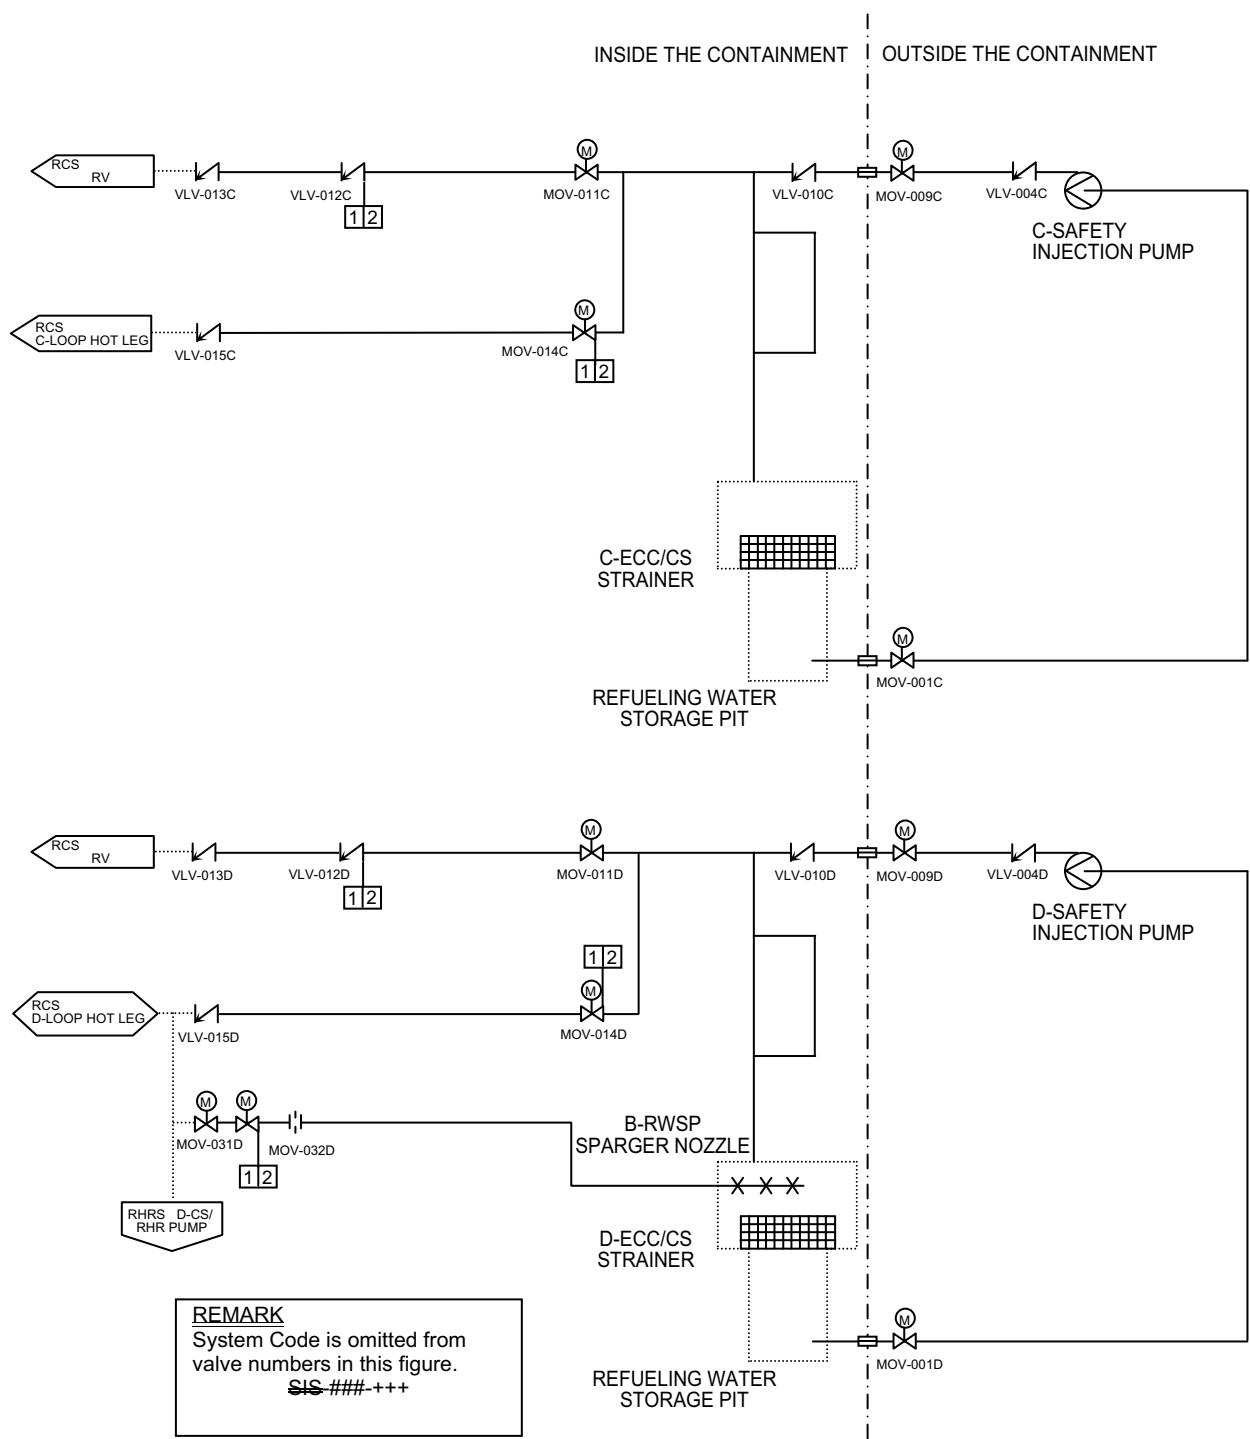 INSIDE THE CONTAINMENT
OUTSIDE THE CONTAINMENT
RCS
RV
VLV-013C
VLV-012C
1 2
M
MOV-011C
VLV-010C
M
MOV-009C
VLV-004C
C-SAFETY
INJECTION PUMP
RCS
C-LOOP HOT LEG
VLV-015C
M
MOV-014C
1 2
C-ECC/CS
STRAINER
M
MOV-001C
REFUELING WATER
STORAGE PIT
RCS
RV
VLV-013D
VLV-012D
1 2
M
MOV-011D
VLV-010D
M
MOV-009D
VLV-004D
D-SAFETY
INJECTION PUMP
1 2
RCS
D-LOOP HOT LEG
VLV-015D
M
MOV-014D
M
MOV-031D
M
MOV-032D
1 2
B-RWSP
SPARGER NOZZLE
RHRS D-CS/
RHR PUMP
D-ECC/CS
STRAINER
M
MOV-001D
REFUELING WATER
STORAGE PIT
REMARK
System Code is omitted from
valve numbers in this figure.
SIS-###-+++